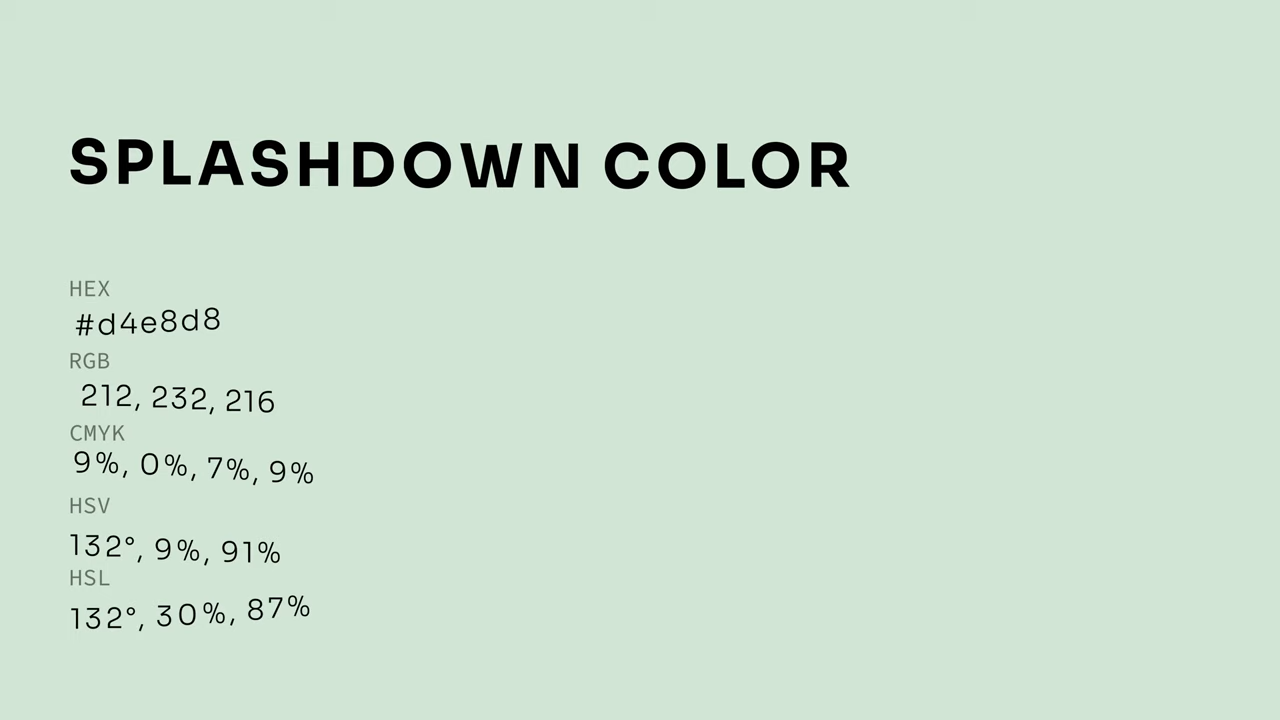 SPLASHDOWN COLOR
HEX
#d4e8d8
RGB
212, 232, 216
CMYK
9%, 0%, 7%, 9%
HSV
132°, 9%, 91%
HSL
132°, 30%, 87%